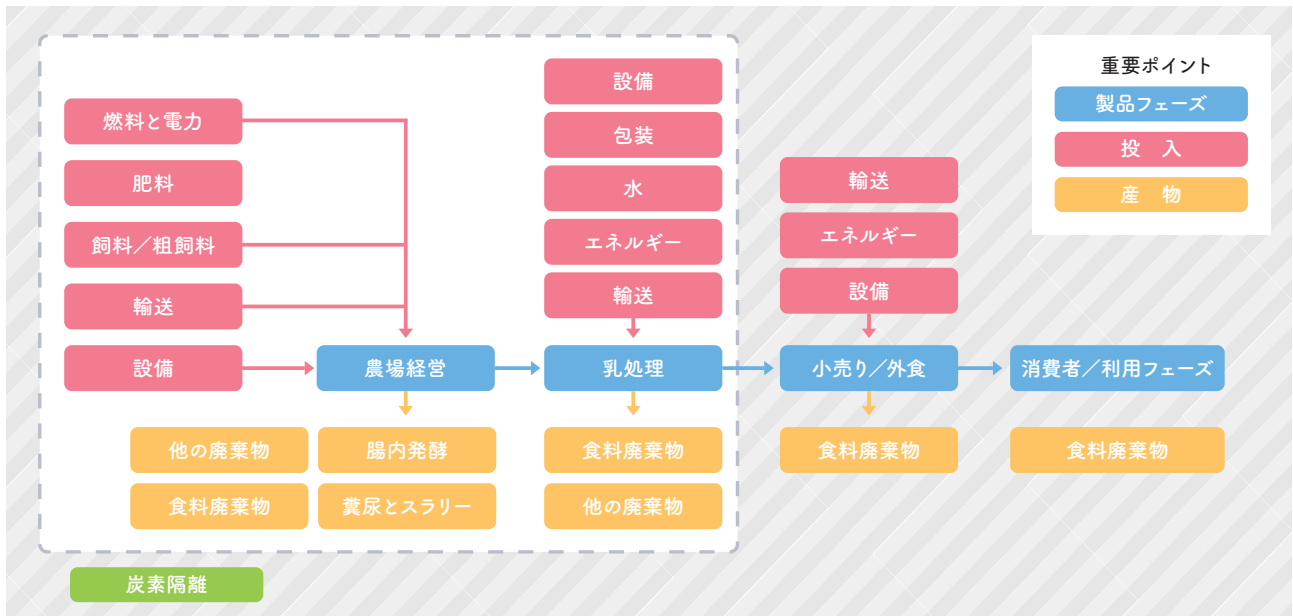 燃料と電力
肥料
飼料／粗飼料
輸送
設備
設備
包装
水
エネルギー
輸送
輸送
エネルギー
設備
重要ポイント
製品フェーズ
投　入
産　物
農場経営
乳処理
小売り／外食
消費者／利用フェーズ
他の廃棄物
腸内発酵
食料廃棄物
食料廃棄物
食料廃棄物
食料廃棄物
糞尿とスラリー
他の廃棄物
炭素隔離